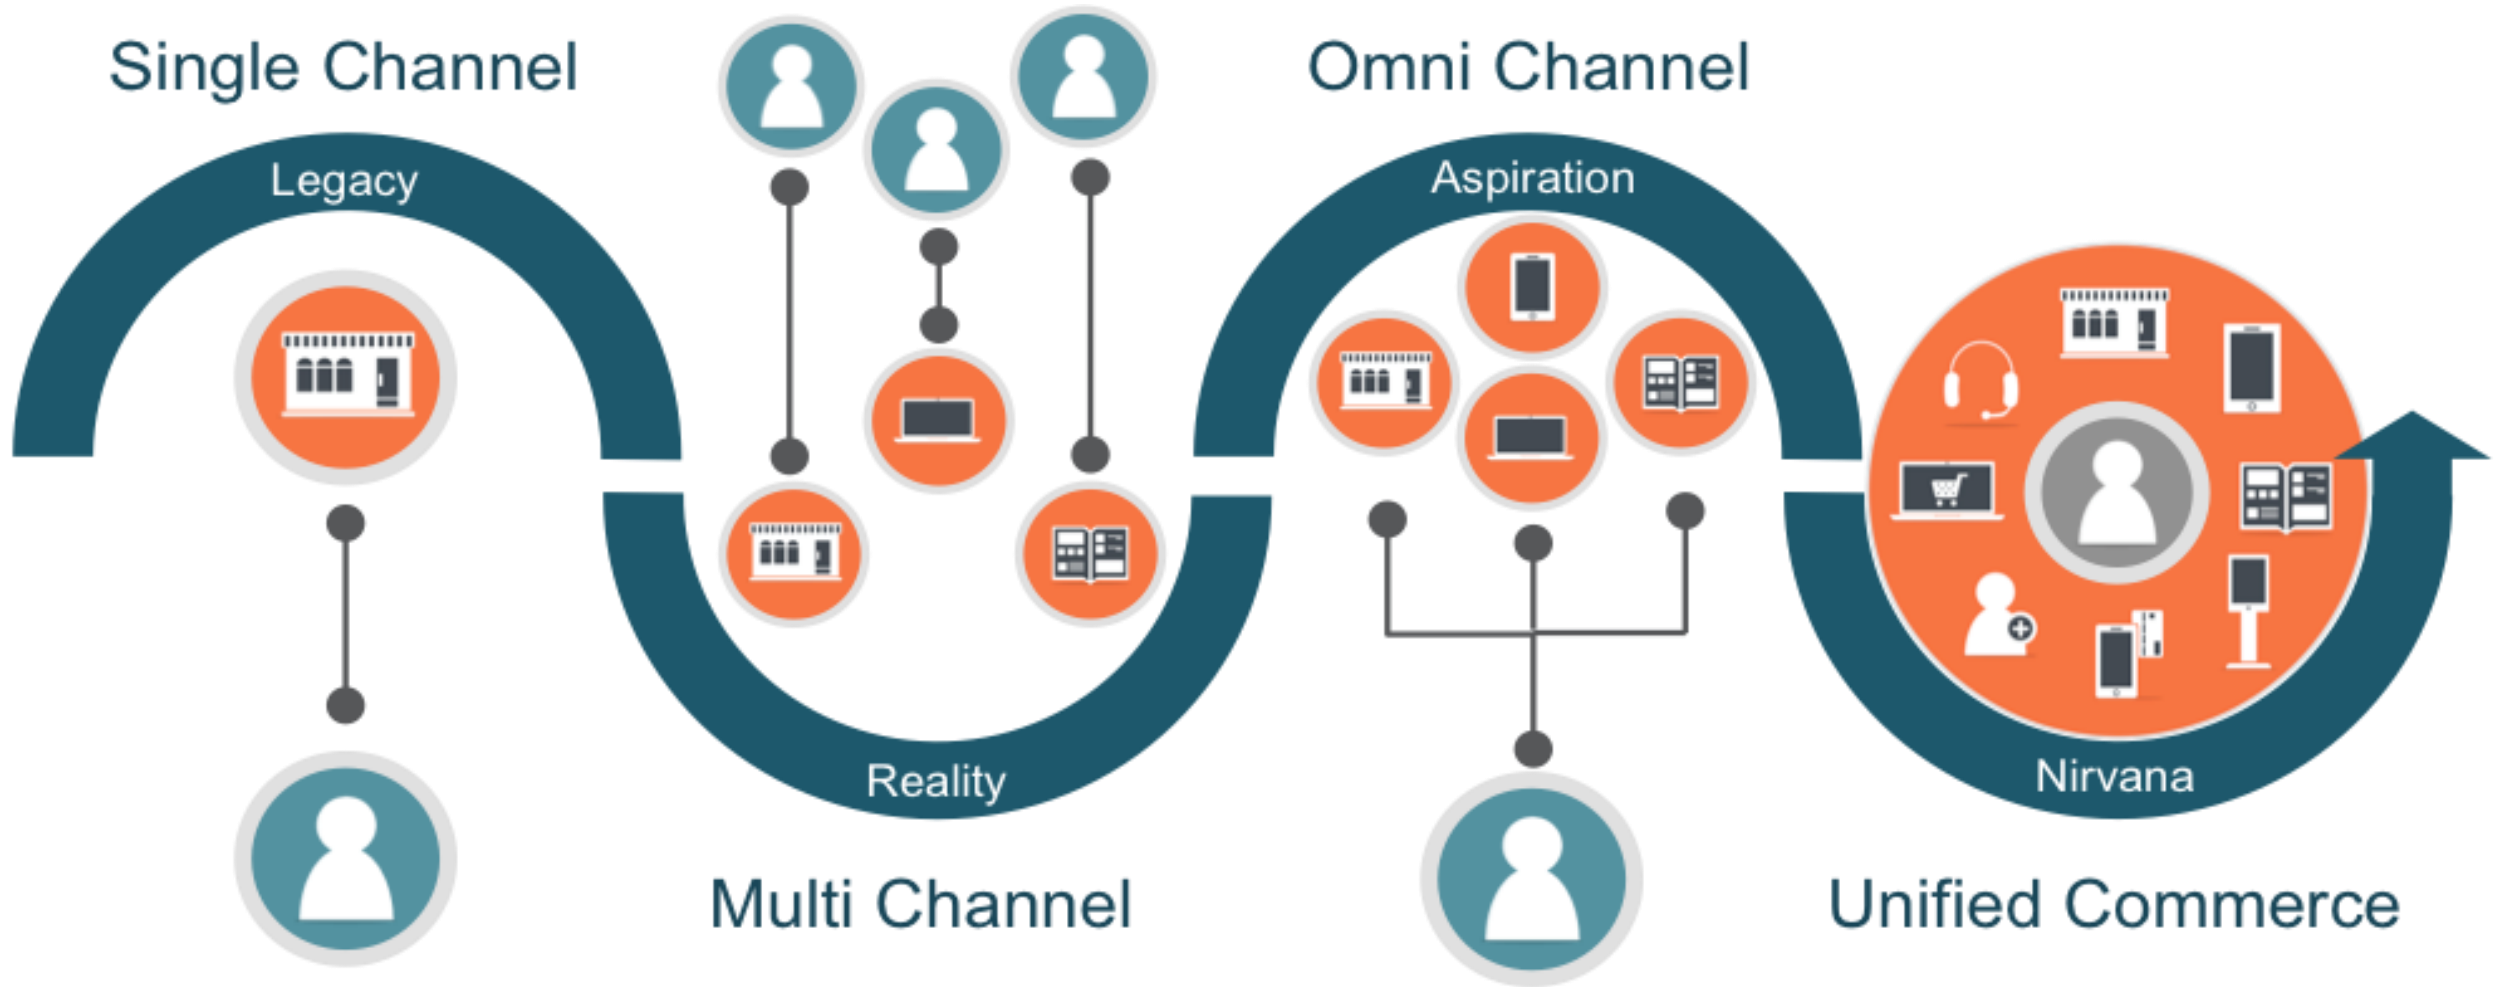 Single Channel
Legacy
Reality
Multi Channel
Omni Channel
Aspiration
Nirvana
Unified Commerce